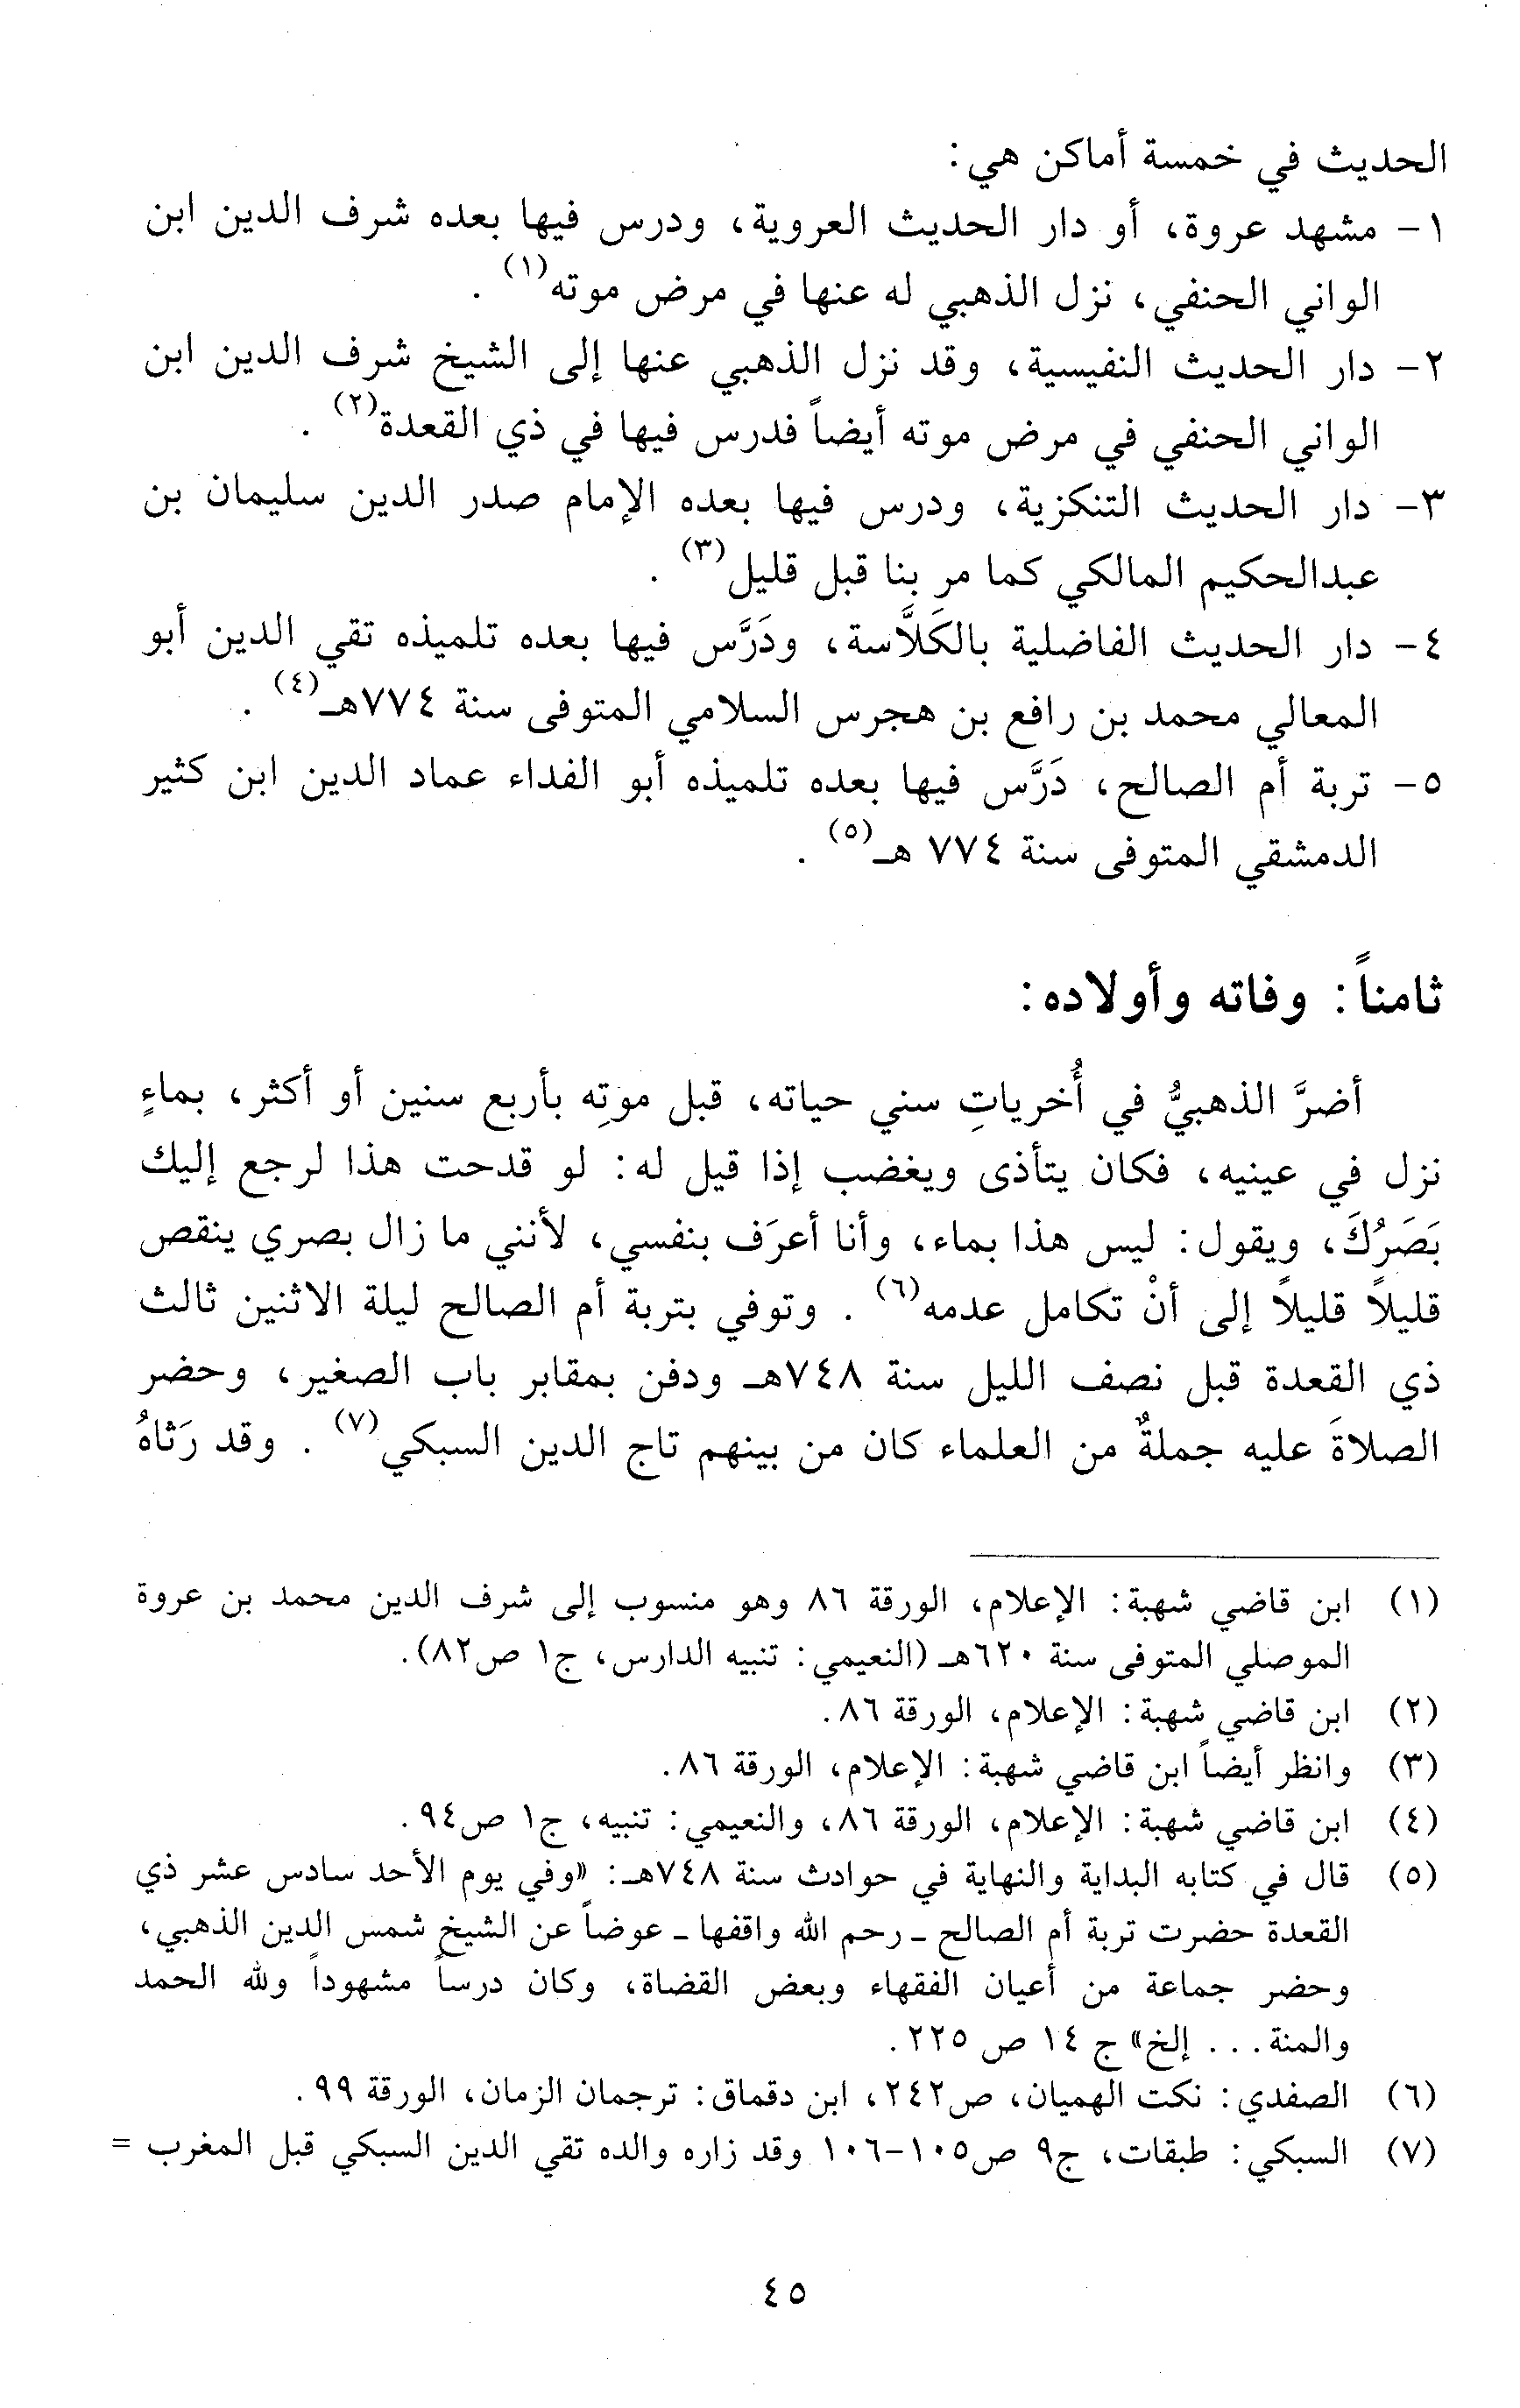 الحديث في خمسة أماكن هي:
١- مشهد عروة، أو دار الحديث العروية، ودرس فيها بعده شرف الدين ابن
الواني الحنفي، نزل الذهبي له عنها في مرض موته(١) .
٢- دار الحديث النفيسية، وقد نزل الذهبي عنها إلى الشيخ شرف الدين ابن
الواني الحنفي في مرض موته أيضاً فدرس فيها في ذي القعدة(٢) .
٣- دار الحديث التنكزية، ودرس فيها بعده الإمام صدر الدين سليمان بن
عبدالحكيم المالكي كما مر بنا قبل قليل(٣) .
٤- دار الحديث الفاضلية بالكَلاَّسة، ودَرَّس فيها بعده تلميذه تقي الدين أبو
المعالي محمد بن رافع بن هجرس السلامي المتوفى سنة ٧٧٤هـ(٤) .
٥- تربة أم الصالح، دَرَّس فيها بعده تلميذه أبو الفداء عماد الدين ابن كثير
الدمشقي المتوفى سنة ٧٧٤ هـ(٥) .
ثامناً: وفاته وأولاده:
أضرَّ الذهبيُّ في أُخرياتِ سني حياته، قبل موتِه بأربع سنين أو أكثر، بماءٍ
نزل في عينيه، فكان يتأذى ويغضب إذا قيل له: لو قدحت هذا لرجع إليك
بَصَرُكَ، ويقول: ليس هذا بماء، وأنا أعرَف بنفسي، لأنني ما زال بصري ينقص
قليلاً قليلاً إلى أنْ تكامل عدمه(٦) . وتوفي بتربة أم الصالح ليلة الاثنين ثالث
ذي القعدة قبل نصف الليل سنة ٧٤٨هـ ودفن بمقابر باب الصغير، وحضر
الصلاةَ عليه جملةٌ من العلماء كان من بينهم تاج الدين السبكي(٧) . وقد رَثاهُ
(١) ابن قاضي شهبة: الإعلام، الورقة ٨٦ وهو منسوب إلى شرف الدين محمد بن عروة
الموصلي المتوفى سنة ٦٢٠هـ (النعيمي: تنبيه الدارس، ج١ ص٨٢).
(٢) ابن قاضي شهبة: الإعلام، الورقة ٨٦.
(٣) وانظر أيضاً ابن قاضي شهبة: الإعلام، الورقة ٨٦.
(٤) ابن قاضي شهبة: الإعلام، الورقة ٨٦، والنعيمي: تنبيه، ج١ ص٩٤.
(٥) قال في كتابه البداية والنهاية في حوادث سنة ٧٤٨هـ: «وفي يوم الأحد سادس عشر ذي
القعدة حضرت تربة أم الصالح ـ رحم الله واقفها ـ عوضاً عن الشيخ شمس الدين الذهبي،
وحضر جماعة من أعيان الفقهاء وبعض القضاة، وكان درساً مشهوداً ولله الحمد
والمنة... إلخ» ج ١٤ ص ٢٢٥.
(٦) الصفدي: نكت الهميان، ص٢٤٢، ابن دقماق: ترجمان الزمان، الورقة ٩٩.
(٧) السبكي: طبقات، ج٩ ص١٠٥-١٠٦ وقد زاره والده تقي الدين السبكي قبل المغرب =
٤٥